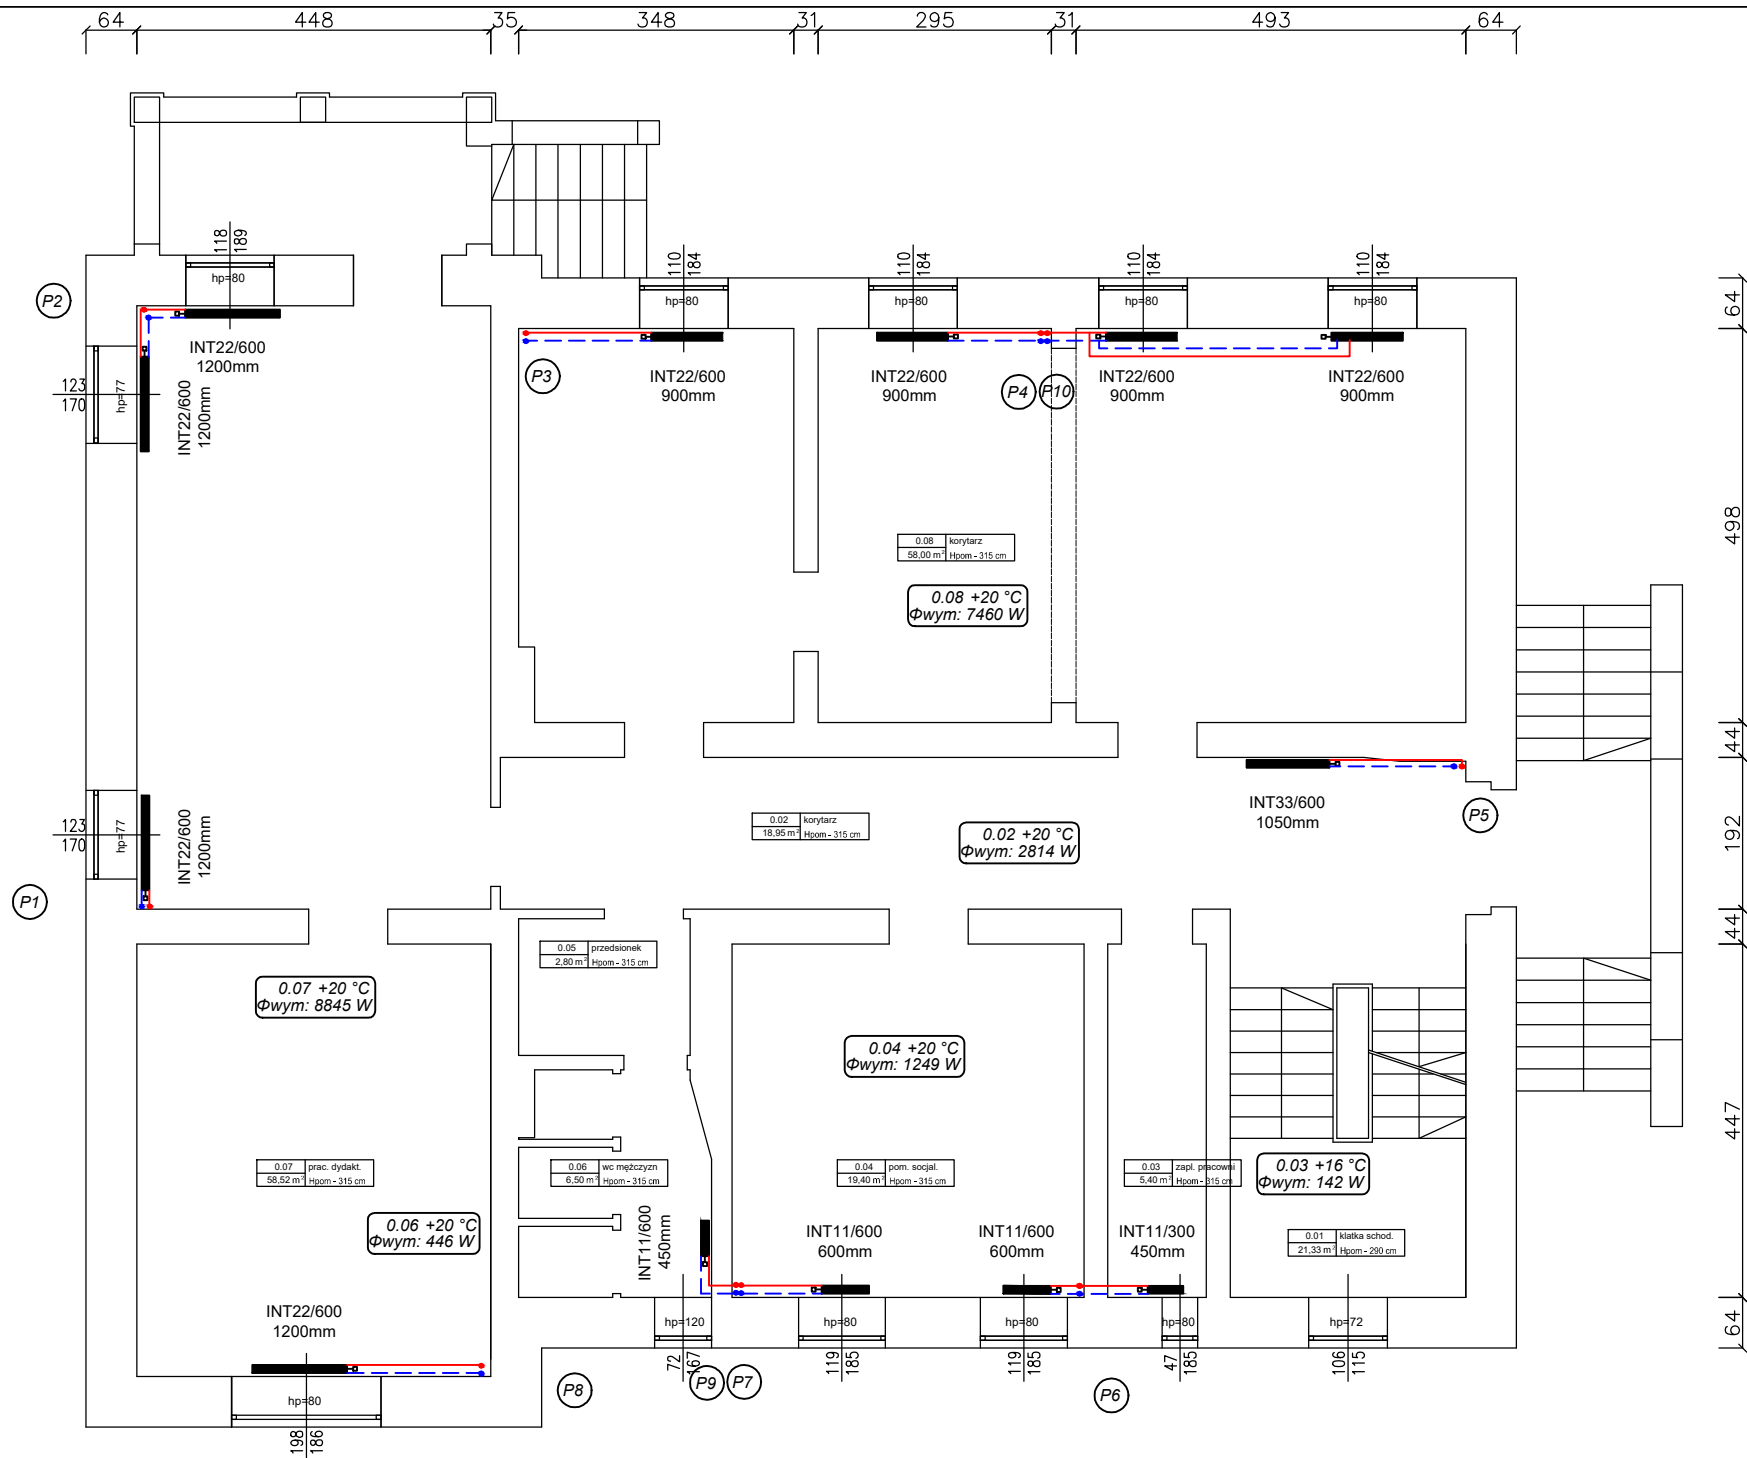 64 448 35 348 31 295 31 493 64
118
189
hp=80
110
184
hp=80
110
184
hp=80
110
184
hp=80
110
184
hp=80
64
P2
INT22/600
1200mm
P3
INT22/600
900mm
INT22/600
900mm
P4
P10
INT22/600
900mm
INT22/600
900mm
123
170
hp=77
INT22/600
1200mm
498
0.08 korytarz
58,00 m² Hpom - 315 cm
0.08 +20 °C
Φwym: 7460 W
44
INT33/600
1050mm
P5
192
123
170
hp=77
INT22/600
1200mm
0.02 korytarz
18,95 m² Hpom - 315 cm
0.02 +20 °C
Φwym: 2814 W
P1
44
0.05 przedsionek
2,80 m² Hpom - 315 cm
0.07 +20 °C
Φwym: 8845 W
0.04 +20 °C
Φwym: 1249 W
447
0.07 prac. dydakt.
58,52 m² Hpom - 315 cm
0.06 wc mężczyzn
6,50 m² Hpom - 315 cm
0.04 pom. socjal.
19,40 m² Hpom - 315 cm
0.03 zapl. pracowni
5,40 m² Hpom - 315 cm
0.03 +16 °C
Φwym: 142 W
0.06 +20 °C
Φwym: 446 W
INT11/600
450mm
INT11/600
600mm
INT11/600
600mm
INT11/300
450mm
0.01 klatka schod.
21,33 m² Hpom - 290 cm
INT22/600
1200mm
hp=120
hp=80
hp=80
hp=80
hp=72
64
72
167
119
185
119
185
47
185
106
115
P8
P9
P7
P6
hp=80
198
186